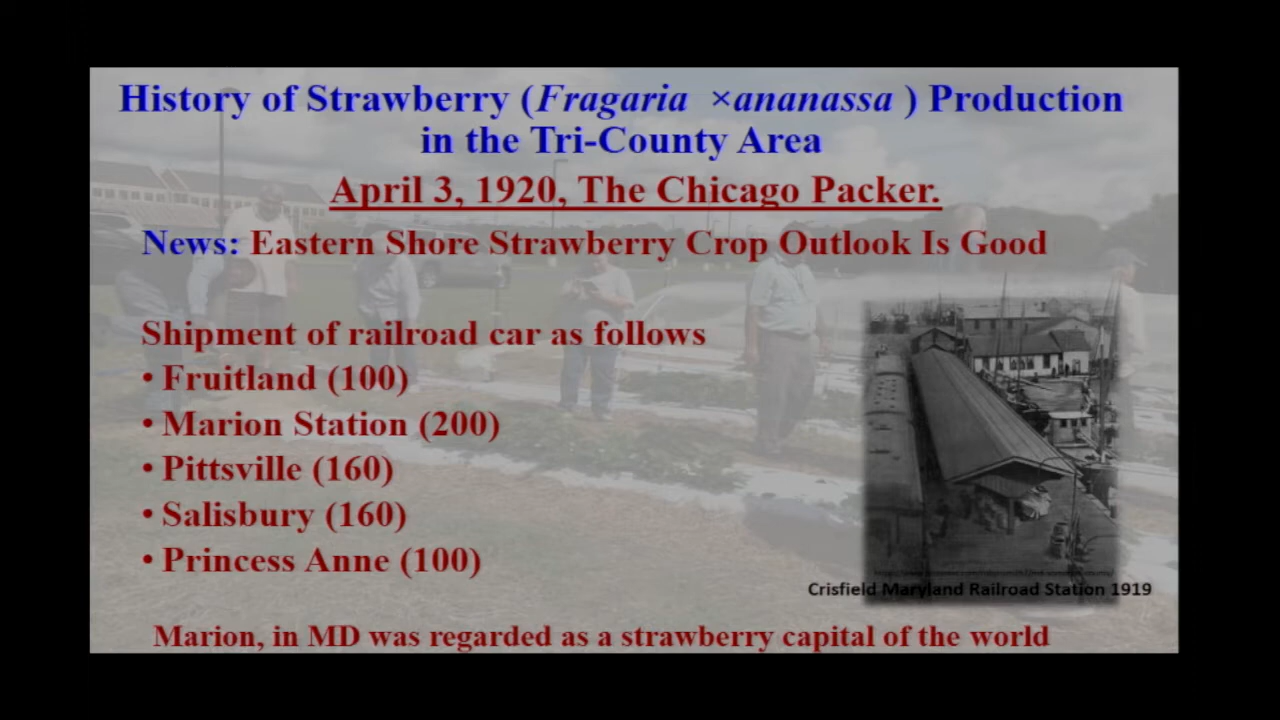 History of Strawberry (Fragaria ×ananassa ) Production
in the Tri-County Area
April 3, 1920, The Chicago Packer.
News: Eastern Shore Strawberry Crop Outlook Is Good
Shipment of railroad car as follows
• Fruitland (100)
• Marion Station (200)
• Pittsville (160)
• Salisbury (160)
• Princess Anne (100)
Crisfield Maryland Railroad Station 1919
Marion, in MD was regarded as a strawberry capital of the world